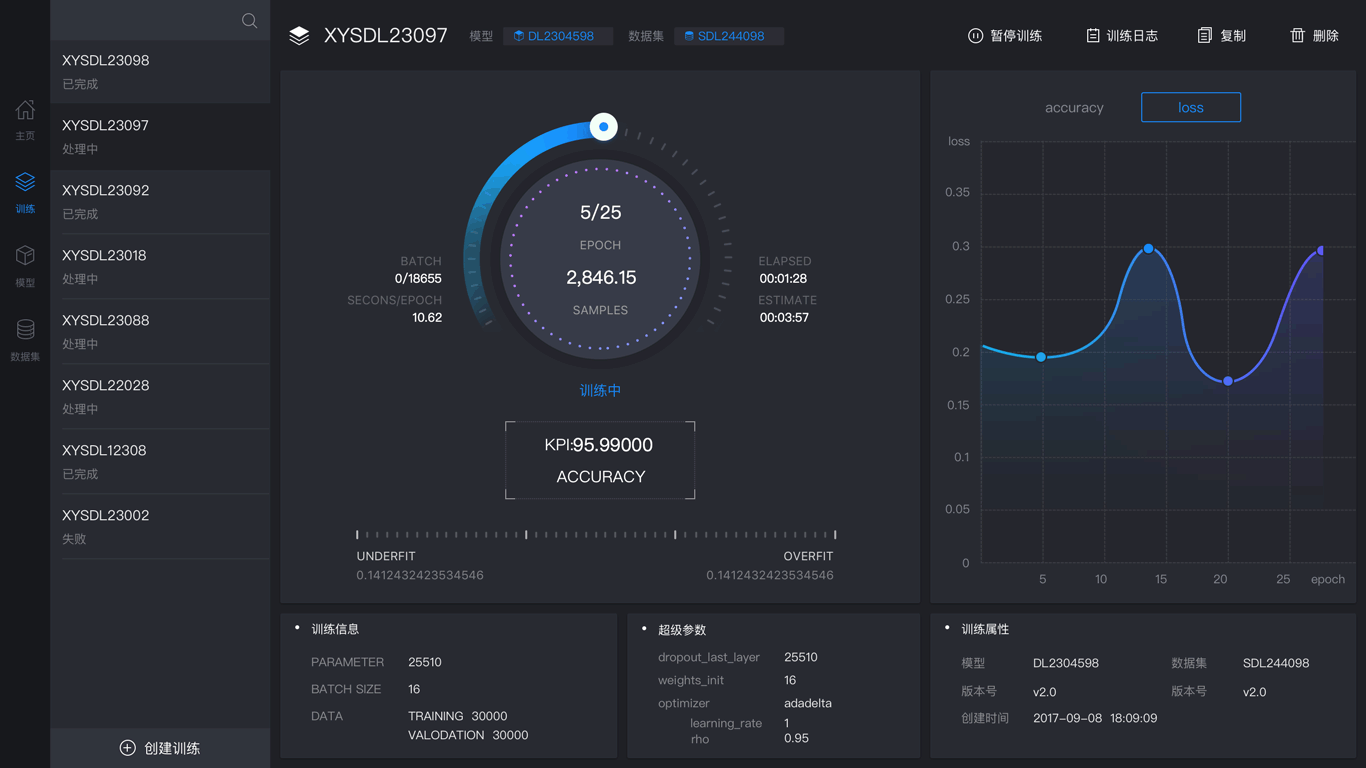 主页
训练
模型
数据集
XYSDL23098
已完成
XYSDL23097
处理中
XYSDL23092
已完成
XYSDL23018
处理中
XYSDL23088
处理中
XYSDL22028
处理中
XYSDL12308
已完成
XYSDL23002
失败
创建训练
XYSDL23097 模型 DL2304598 数据集 SDL244098
暂停训练 训练日志 复制 删除
5/25
EPOCH
2,846.15
SAMPLES
BATCH
0/18655
SECONS/EPOCH
10.62
ELAPSED
00:01:28
ESTIMATE
00:03:57
训练中
KPI:95.99000
ACCURACY
UNDERFIT OVERFIT
0.1412432423534546 0.1412432423534546
accuracy loss
loss
0.35
0.3
0.25
0.2
0.15
0.1
0.05
0
5 10 15 20 25 epoch
• 训练信息
PARAMETER 25510
BATCH SIZE 16
DATA TRAINING 30000
VALODATION 30000
• 超级参数
dropout_last_layer 25510
weights_init 16
optimizer adadelta
learning_rate 1
rho 0.95
• 训练属性
模型 DL2304598 数据集 SDL244098
版本号 v2.0 版本号 v2.0
创建时间 2017-09-08 18:09:09